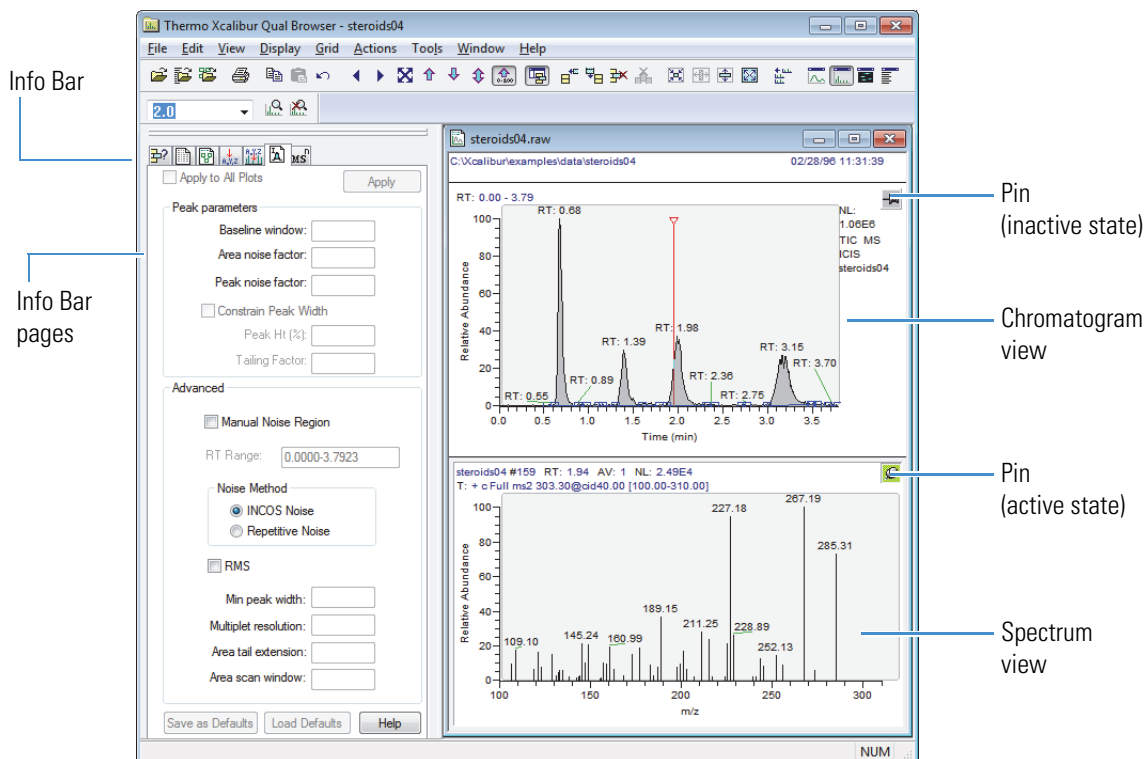 Thermo Xcalibur Qual Browser - steroids04
File Edit View Display Grid Actions Tools Window Help
2.0
Info Bar
Info Bar
pages
Apply to All Plots
Apply
Peak parameters
Baseline window:
Area noise factor:
Peak noise factor:
Constrain Peak Width
Peak Ht (%):
Tailing Factor:
Advanced
Manual Noise Region
RT Range: 0.0000-3.7923
Noise Method
INCOS Noise
Repetitive Noise
RMS
Min peak width:
Multiplet resolution:
Area tail extension:
Area scan window:
Save as Defaults Load Defaults Help
steroids04.raw
C:\Xcalibur\examples\data\steroids04 02/28/96 11:31:39
RT: 0.00 - 3.79
NL:
1.06E6
TIC MS
ICIS
steroids04
RT: 0.68
RT: 1.98
RT: 1.39
RT: 3.15
RT: 0.89
RT: 2.36
RT: 3.70
RT: 0.55
RT: 2.75
100
80
60
40
20
0
Relative Abundance
0.0 0.5 1.0 1.5 2.0 2.5 3.0 3.5
Time (min)
steroids04 #159 RT: 1.94 AV: 1 NL: 2.49E4
T: + c Full ms2 303.30@cid40.00 [100.00-310.00]
267.19
227.18
285.31
189.15
211.25
228.89
145.24
160.99
109.10
252.13
100
80
60
40
20
0
Relative Abundance
100 150 200 250 300
m/z
NUM
Pin
(inactive state)
Chromatogram
view
Pin
(active state)
Spectrum
view